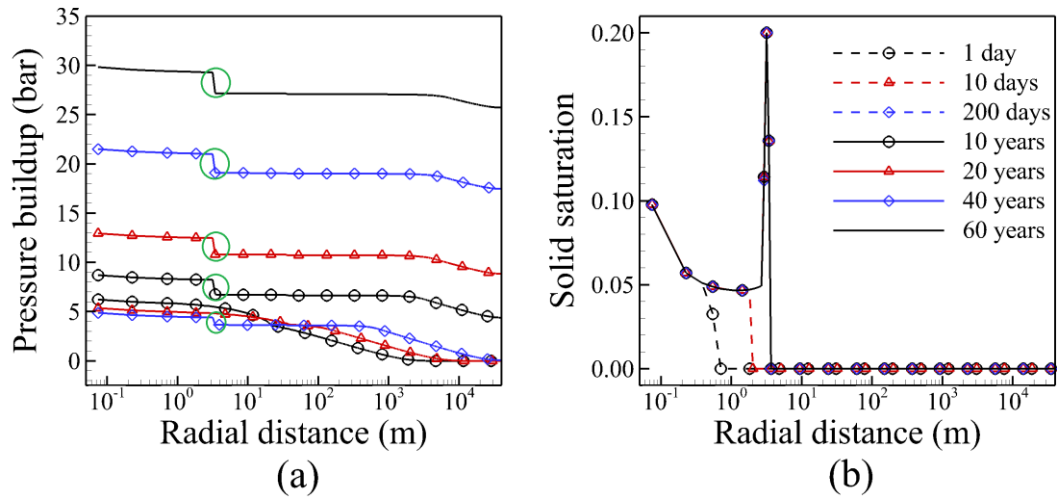 Pressure buildup (bar
35
30
25
20
15
10
5
0
10⁻¹ 10⁰ 10¹ 10² 10³ 10⁴
Radial distance (m)
(a)
Solid saturation
0.20
0.15
0.10
0.05
0.00
1 day
10 days
200 days
10 years
20 years
40 years
60 years
10⁻¹ 10⁰ 10¹ 10² 10³ 10⁴
Radial distance (m)
(b)